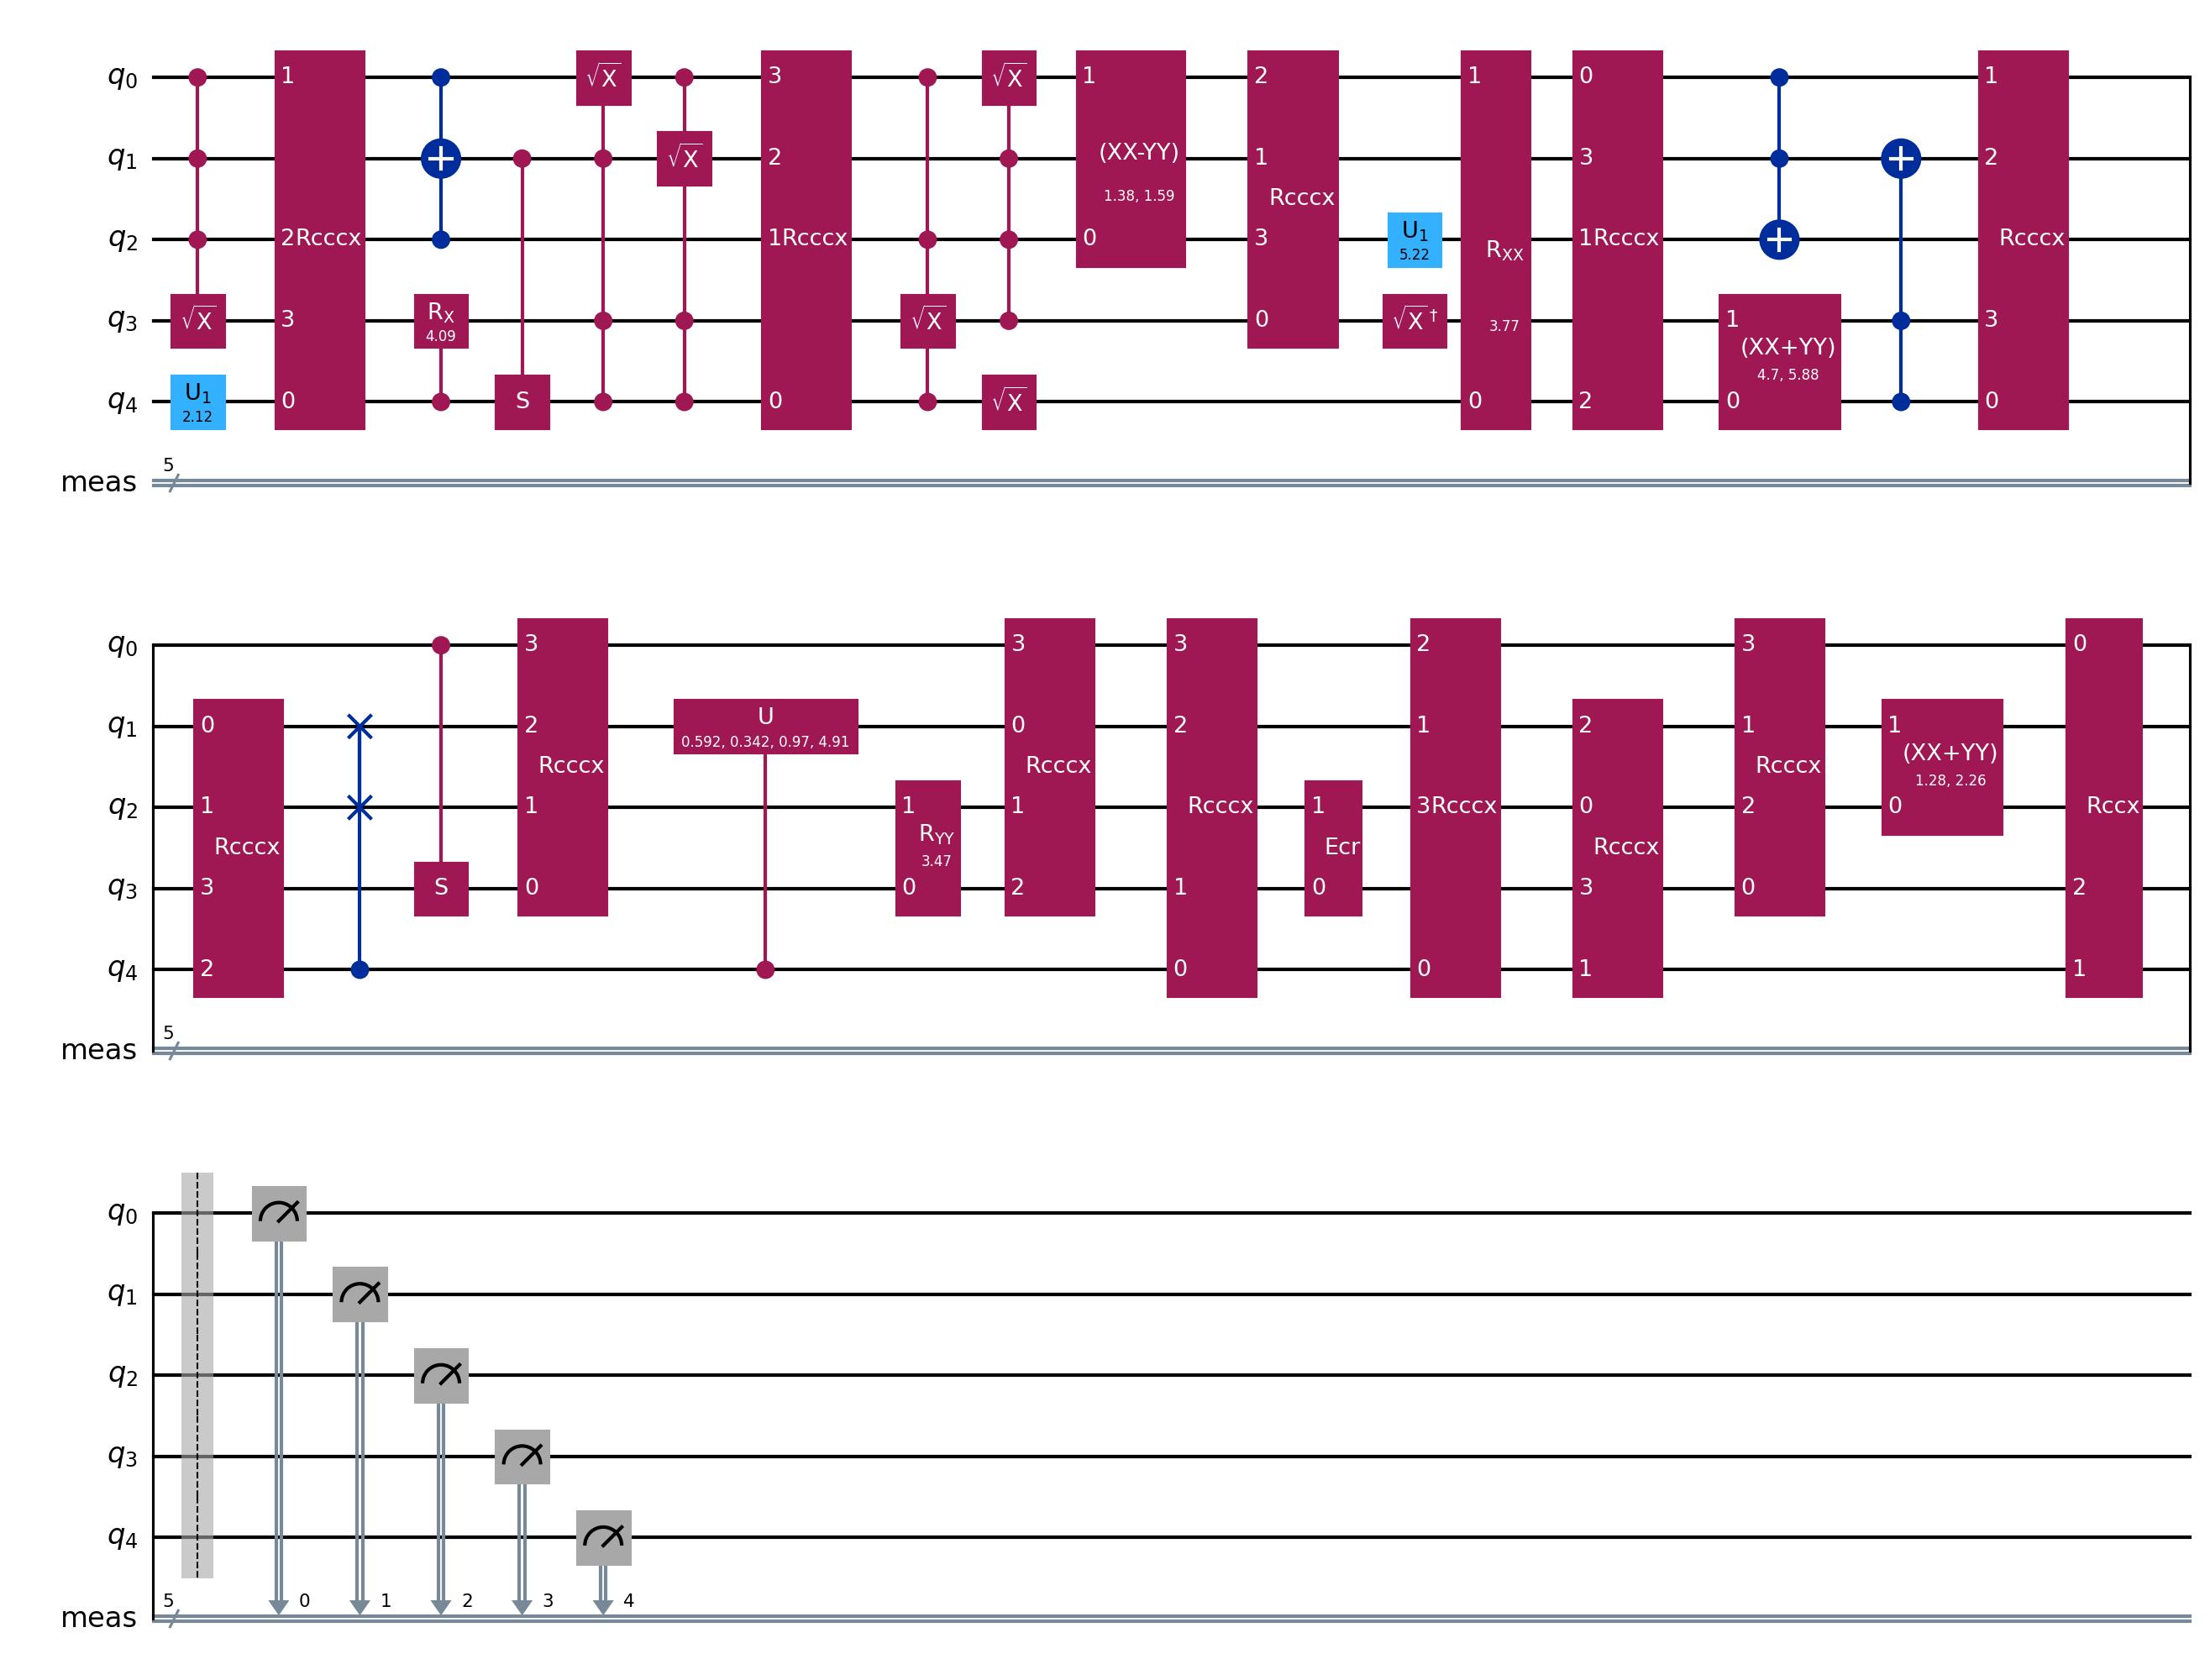 q0 1 √X 3 √X 1 2 1 0 1
q1 √X 2 (XX-YY) 1 3 2
1.38, 1.59 Rcccx
q2 2Rcccx 1Rcccx 0 3 U1 5.22 RXX 1Rcccx Rcccx
q3 √X 3 RX 4.09 √X 0 √X † 3.77 1 (XX+YY) 3
4.7, 5.88
q4 U1 2.12 0 S 0 √X 0 2 0 0
meas 5
q0 3 3 3 2 3 0
q1 0 2 U 0 2 1 2 1 1 (XX+YY)
Rcccx 0.592, 0.342, 0.97, 4.91 Rcccx Rcccx 1.28, 2.26
q2 1 1 1 RYY 3.47 1 Rcccx 1 3Rcccx 0 2 0 Rccx
Rcccx Ecr Rcccx
q3 3 S 0 0 2 1 0 3 0 2
q4 2 0 0 1 1
meas 5
q0
q1
q2
q3
q4
meas 5 0 1 2 3 4